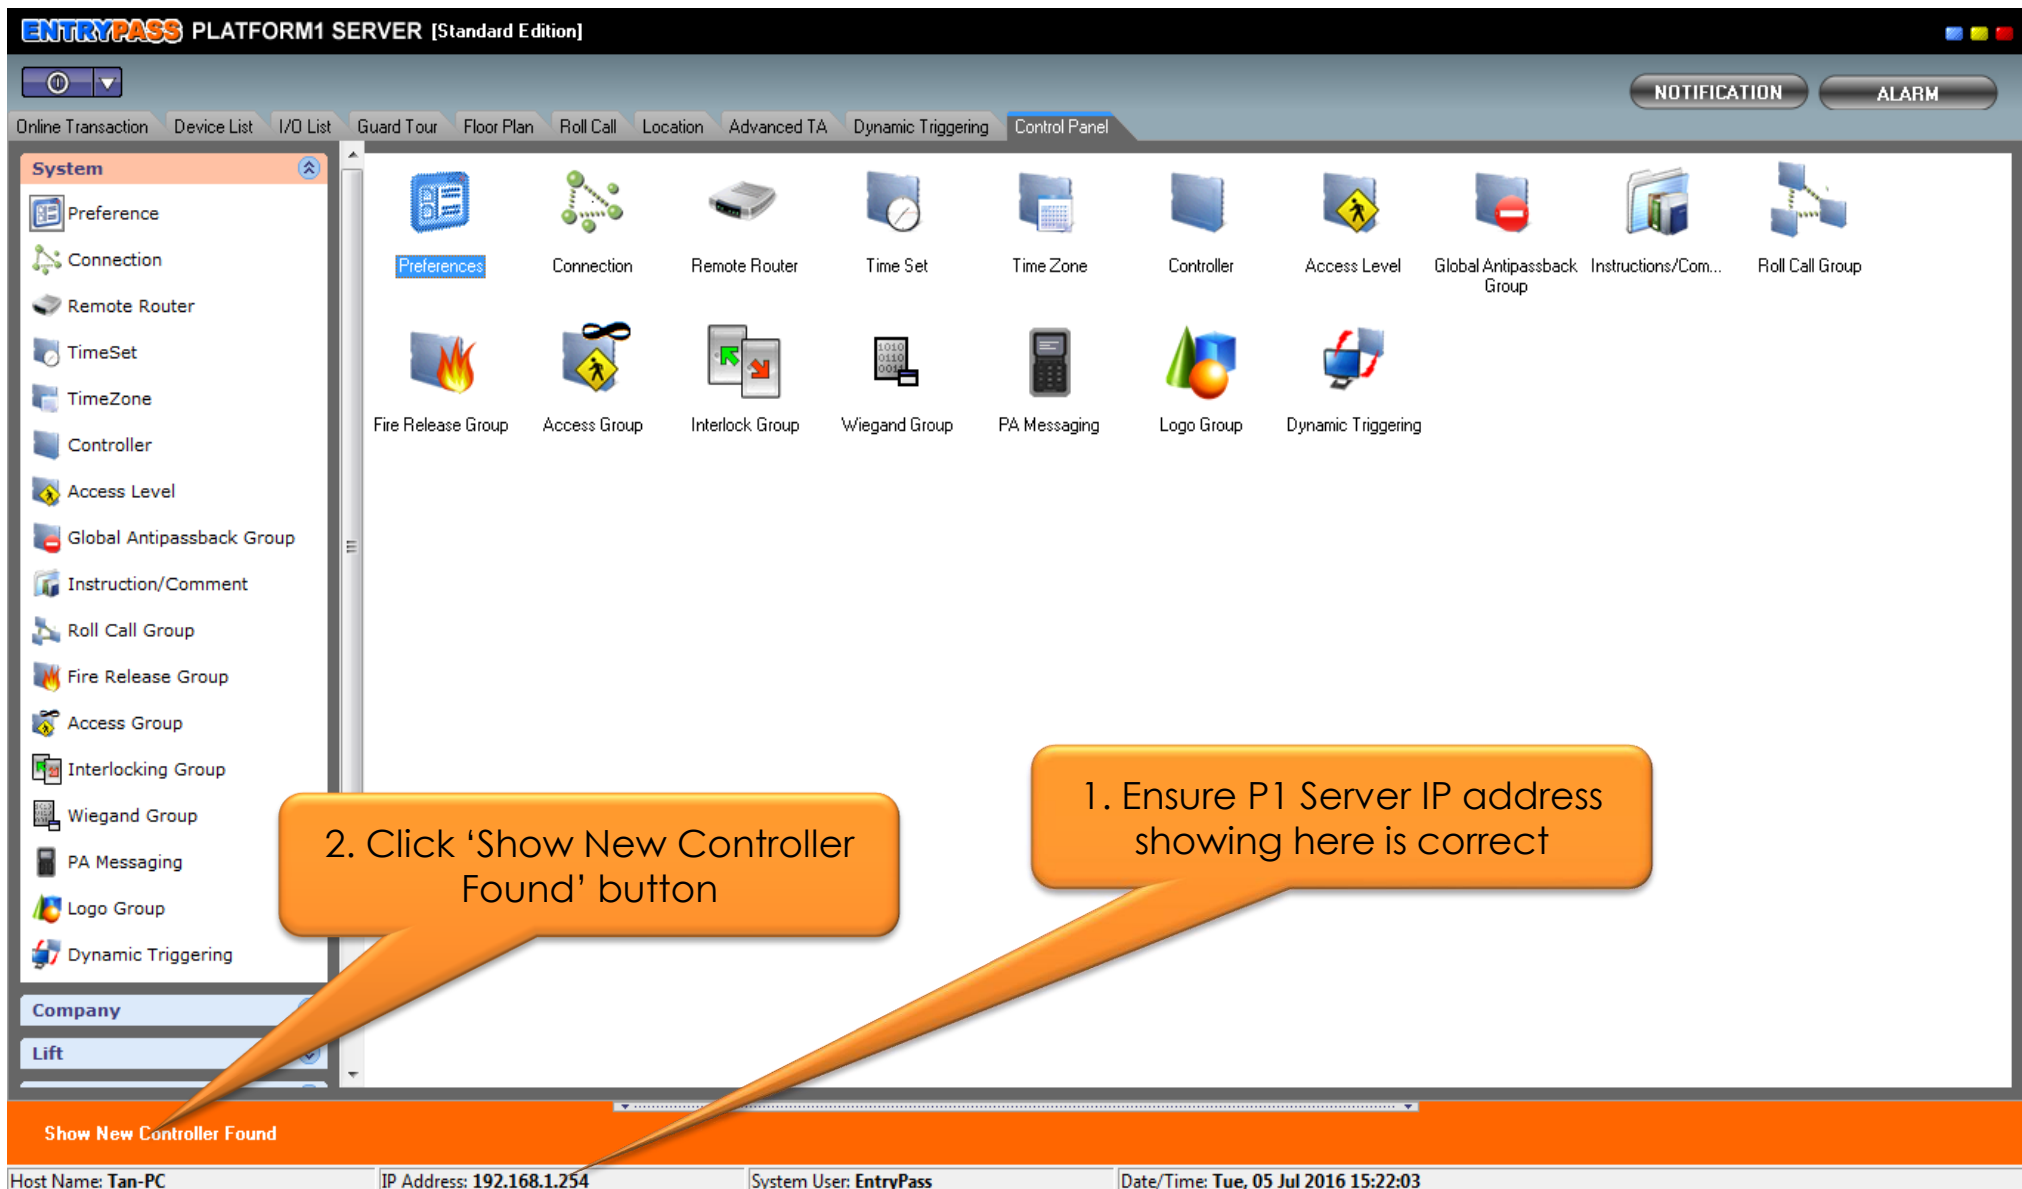 ENTRYPASS PLATFORM1 SERVER [Standard Edition]
NOTIFICATION
ALARM
Online Transaction
Device List
I/O List
Guard Tour
Floor Plan
Roll Call
Location
Advanced TA
Dynamic Triggering
Control Panel
System
Preference
Connection
Remote Router
TimeSet
TimeZone
Controller
Access Level
Global Antipassback Group
Instruction/Comment
Roll Call Group
Fire Release Group
Access Group
Interlocking Group
Wiegand Group
PA Messaging
Logo Group
Dynamic Triggering
Company
Lift
Preferences
Connection
Remote Router
Time Set
Time Zone
Controller
Access Level
Global Antipassback
Group
Instructions/Com...
Roll Call Group
Fire Release Group
Access Group
Interlock Group
Wiegand Group
PA Messaging
Logo Group
Dynamic Triggering
1. Ensure P1 Server IP address
showing here is correct
2. Click ‘Show New Controller
Found’ button
Show New Controller Found
Host Name: Tan-PC
IP Address: 192.168.1.254
System User: EntryPass
Date/Time: Tue, 05 Jul 2016 15:22:03